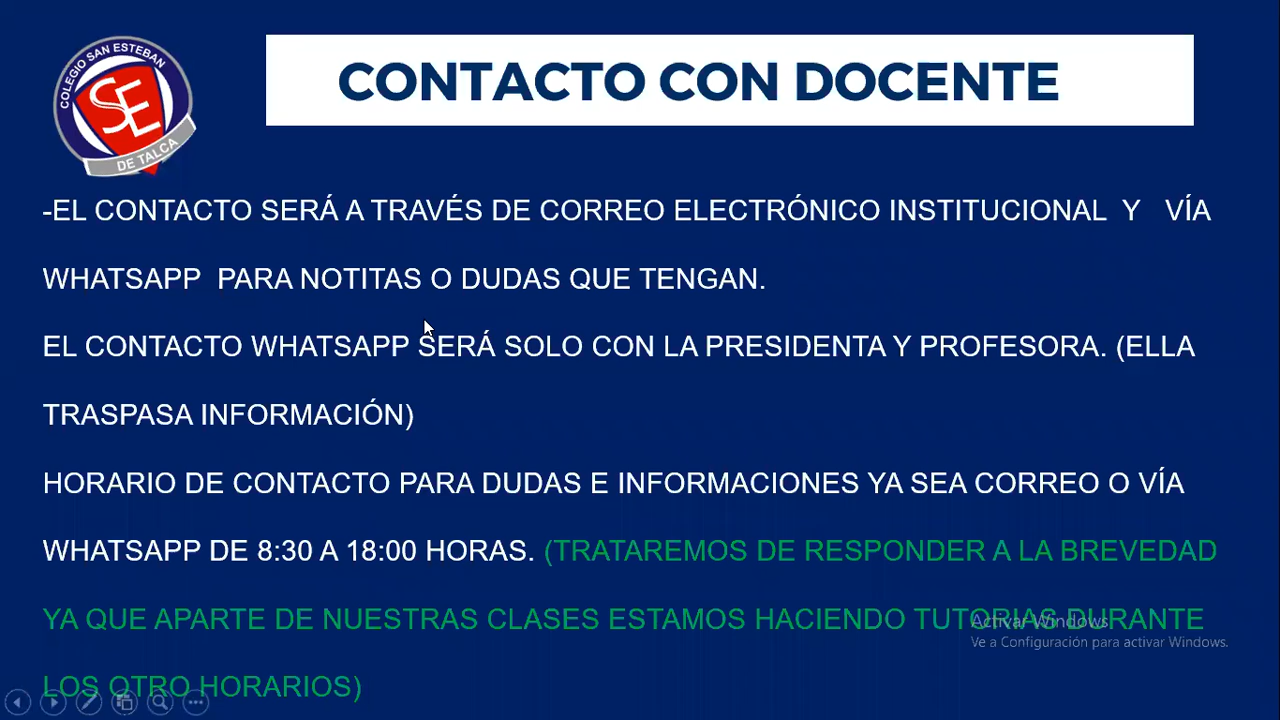 COLEGIO SAN ESTEBAN
SE
DE TALCA
CONTACTO CON DOCENTE
-EL CONTACTO SERÁ A TRAVÉS DE CORREO ELECTRÓNICO INSTITUCIONAL Y VÍA
WHATSAPP PARA NOTITAS O DUDAS QUE TENGAN.
EL CONTACTO WHATSAPP SERÁ SOLO CON LA PRESIDENTA Y PROFESORA. (ELLA
TRASPASA INFORMACIÓN)
HORARIO DE CONTACTO PARA DUDAS E INFORMACIONES YA SEA CORREO O VÍA
WHATSAPP DE 8:30 A 18:00 HORAS. (TRATAREMOS DE RESPONDER A LA BREVEDAD
YA QUE APARTE DE NUESTRAS CLASES ESTAMOS HACIENDO TUTORIAS DURANTE
LOS OTRO HORARIOS)
Activar Windows
Ve a Configuración para activar Windows.